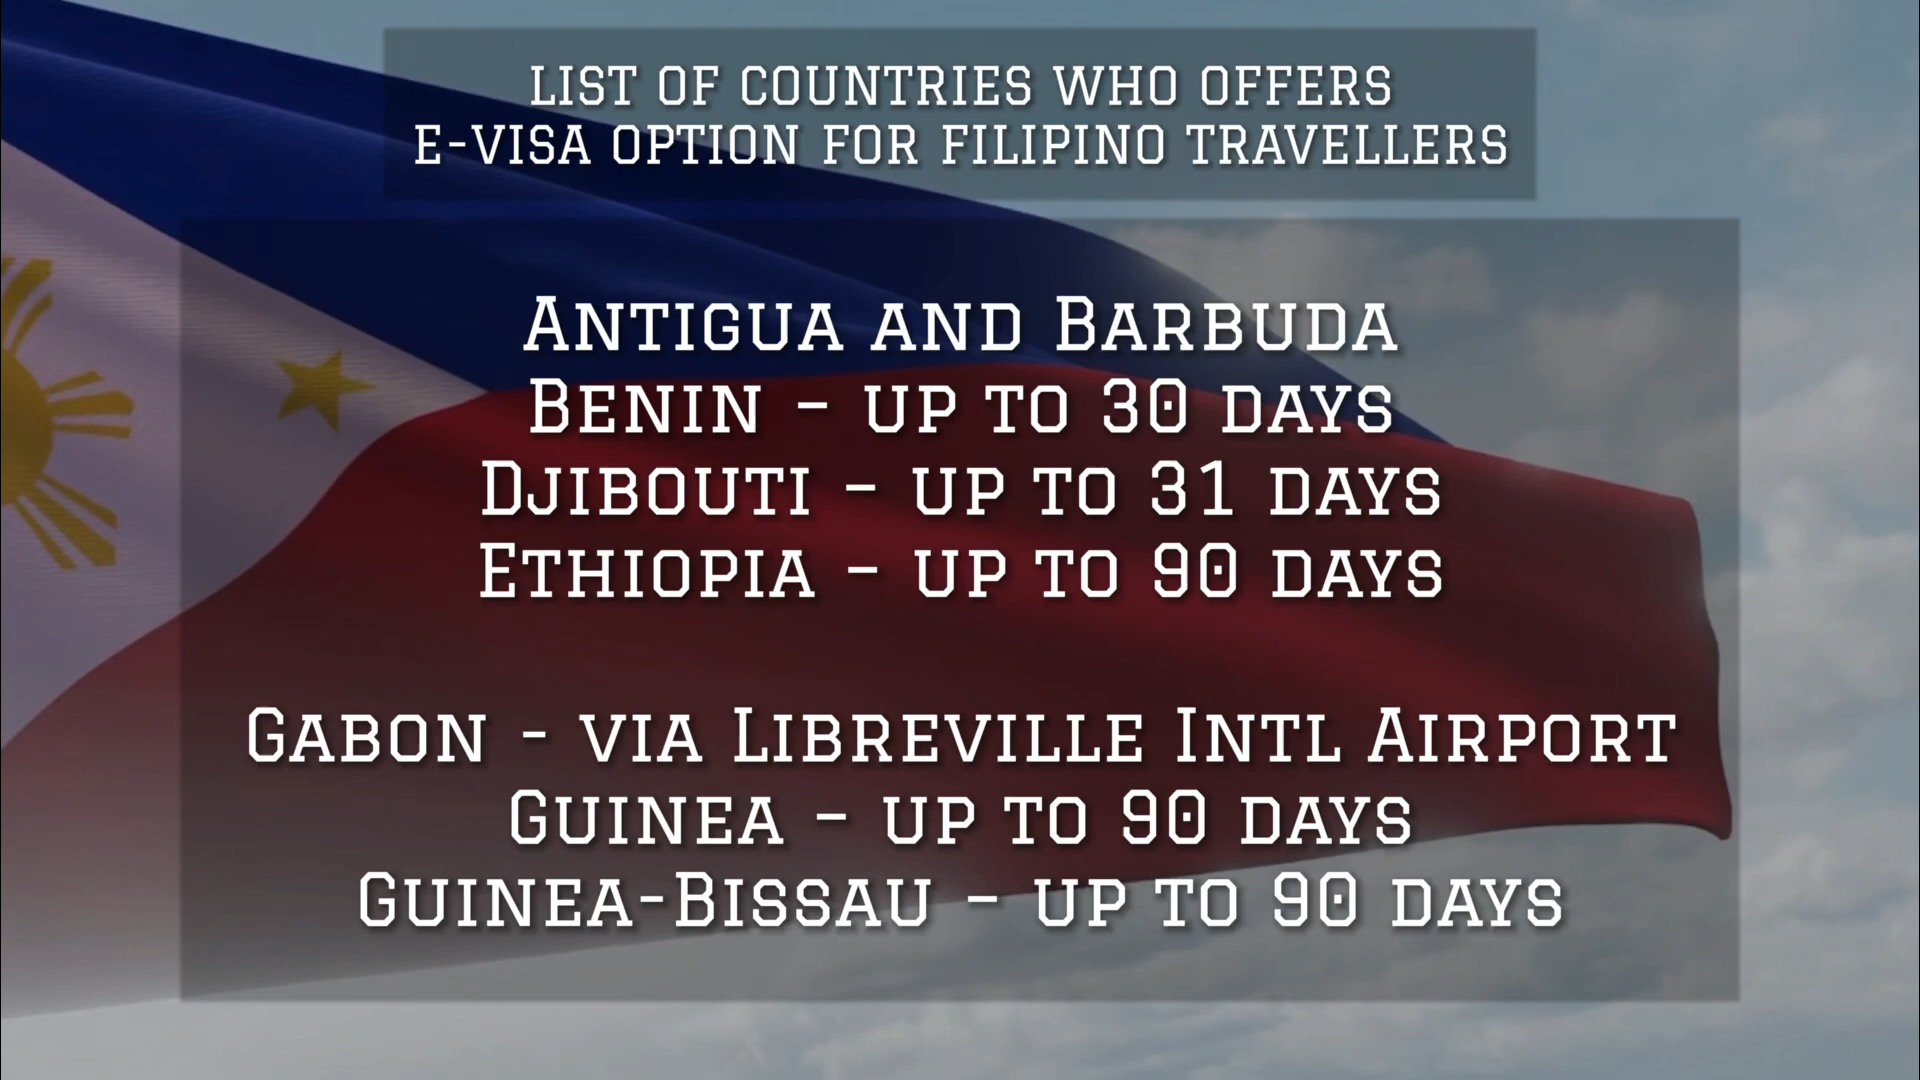 LIST OF COUNTRIES WHO OFFERS
E-VISA OPTION FOR FILIPINO TRAVELLERS
Antigua and Barbuda
Benin – up to 30 days
Djibouti – up to 31 days
Ethiopia – up to 90 days
Gabon - via Libreville Intl Airport
Guinea – up to 90 days
Guinea-Bissau – up to 90 days